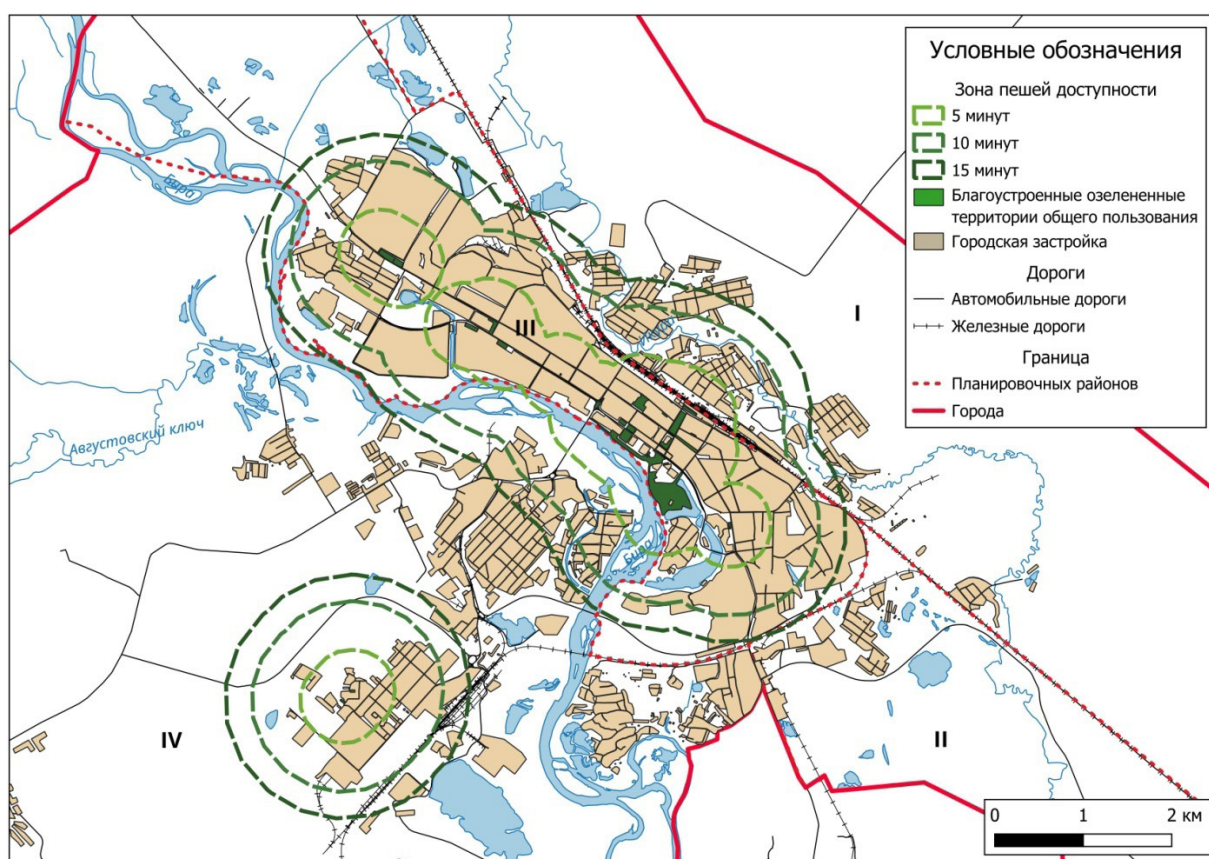 Условные обозначения
Зона пешей доступности
5 минут
10 минут
15 минут
Благоустроенные озелененные
территории общего пользования
Городская застройка
Дороги
Автомобильные дороги
Железные дороги
Граница
Планировочных районов
Города
Бира
I
III
Августовский ключ
р. Бира
IV
II
0 1 2 км